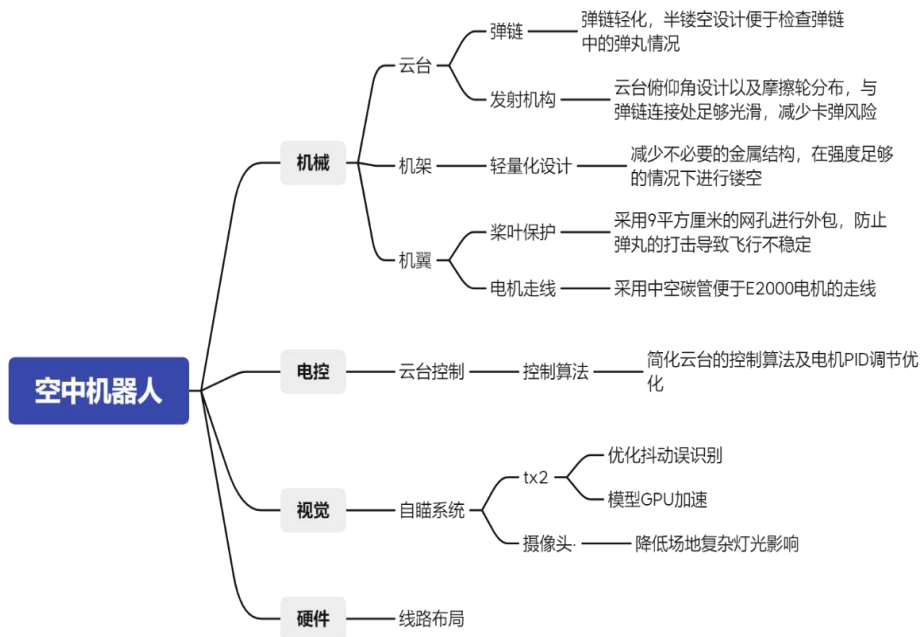 空中机器人
机械
云台
弹链
弹链轻化，半镂空设计便于检查弹链
中的弹丸情况
发射机构
云台俯仰角设计以及摩擦轮分布，与
弹链连接处足够光滑，减少卡弹风险
机架
轻量化设计
减少不必要的金属结构，在强度足够
的情况下进行镂空
机翼
桨叶保护
采用9平方厘米的网孔进行外包，防止
弹丸的打击导致飞行不稳定
电机走线
采用中空碳管便于E2000电机的走线
电控
云台控制
控制算法
简化云台的控制算法及电机PID调节优
化
视觉
自瞄系统
tx2
优化抖动误识别
模型GPU加速
摄像头·
降低场地复杂灯光影响
硬件
线路布局